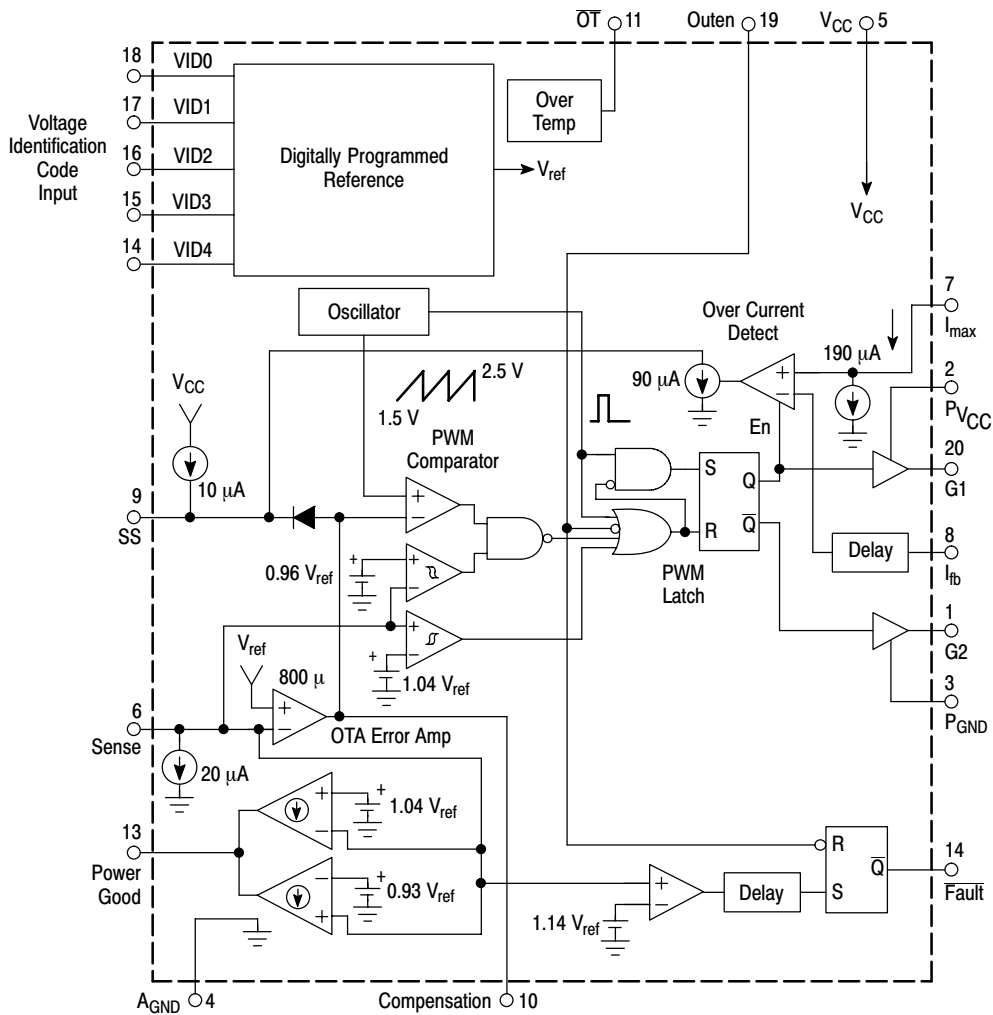 OT 11
Outen 19
VCC 5
18 VID0
17 VID1
16 VID2
15 VID3
14 VID4
Voltage
Identification
Code
Input
Digitally Programmed
Reference
Vref
Over
Temp
VCC
Oscillator
Over Current
Detect
7
Imax
190 μA
90 μA
2
PVCC
VCC
2.5 V
1.5 V
PWM
Comparator
En
20
G1
10 μA
9
SS
+
−
S
Q
R
Q
PWM
Latch
Delay
8
Ifb
+
0.96 Vref
+
−
+
−
+
1.04 Vref
1
G2
3
PGND
Vref
800 μ
+
−
OTA Error Amp
6
Sense
20 μA
13
Power
Good
+
−
+
1.04 Vref
−
+
+
0.93 Vref
+
−
1.14 Vref
Delay
R
S
Q
14
Fault
AGND 4
Compensation 10